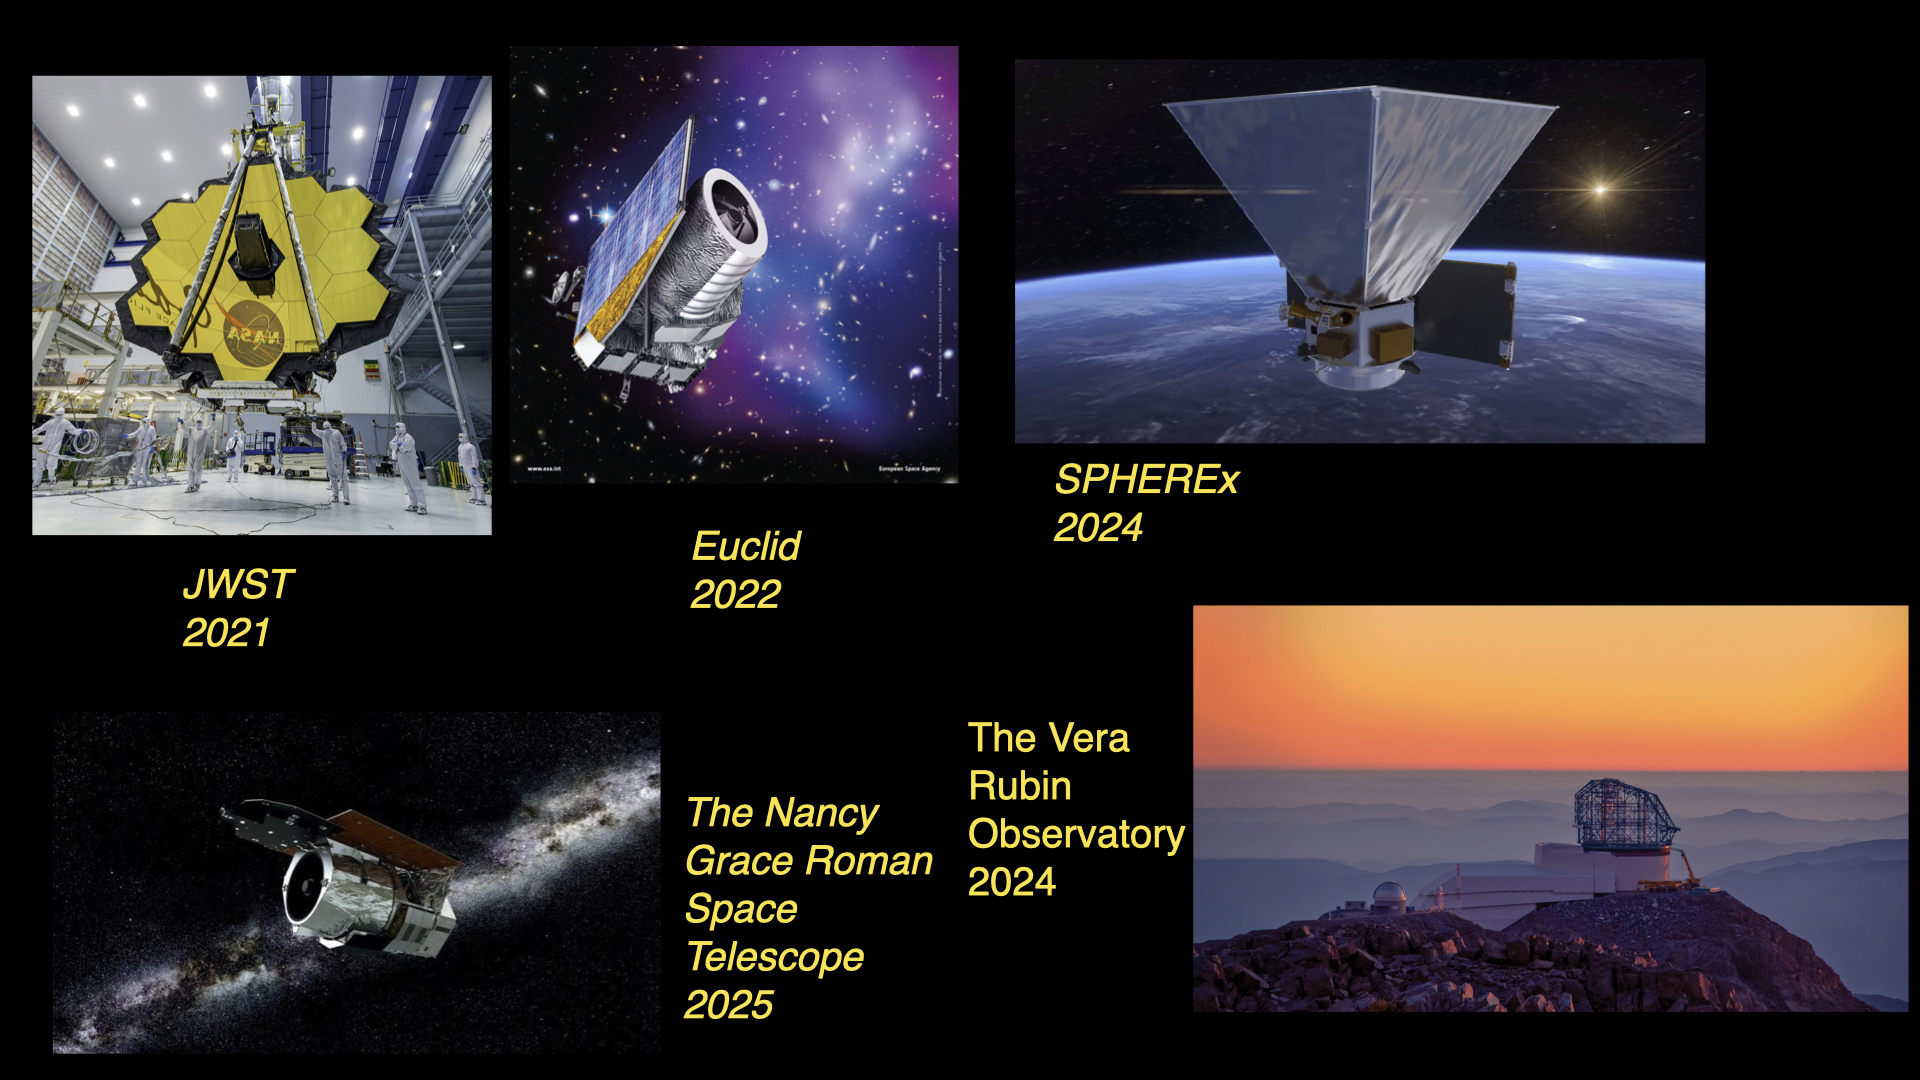 NASA
www.esa.int
European Space Agency
JWST
2021
Euclid
2022
SPHEREx
2024
The Nancy
Grace Roman
Space
Telescope
2025
The Vera
Rubin
Observatory
2024